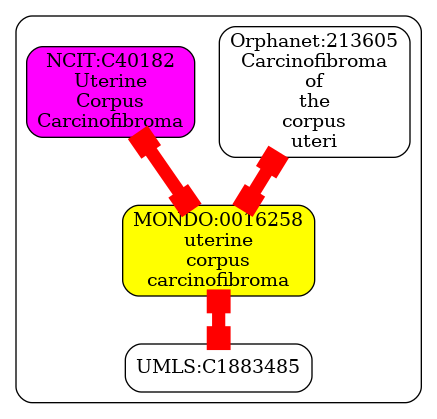 NCIT:C40182
Uterine
Corpus
Carcinofibroma
Orphanet:213605
Carcinofibroma
of
the
corpus
uteri
MONDO:0016258
uterine
corpus
carcinofibroma
UMLS:C1883485